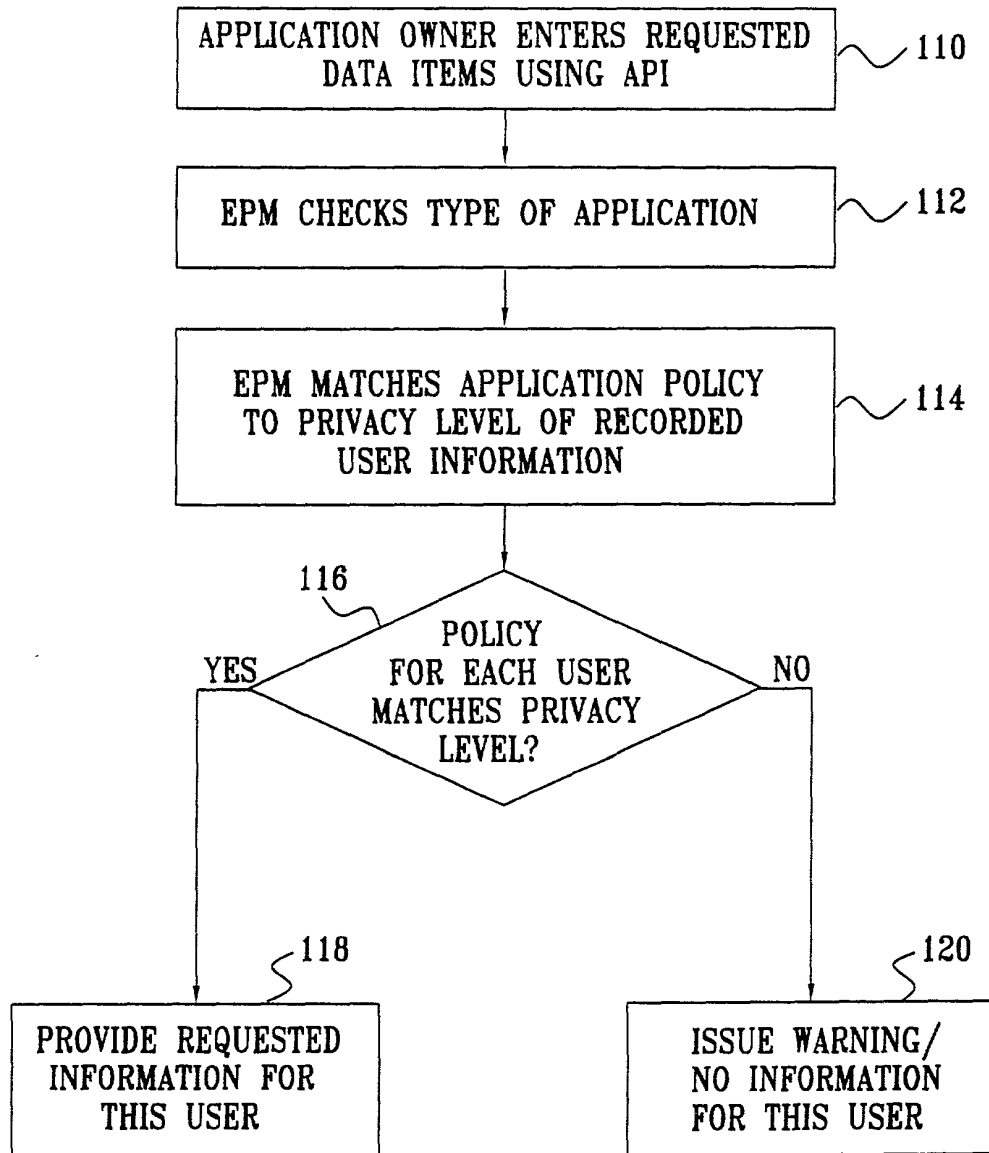 APPLICATION OWNER ENTERS REQUESTED
DATA ITEMS USING API
110
EPM CHECKS TYPE OF APPLICATION
112
EPM MATCHES APPLICATION POLICY
TO PRIVACY LEVEL OF RECORDED
USER INFORMATION
114
116
POLICY
FOR EACH USER
MATCHES PRIVACY
LEVEL?
YES
NO
118
PROVIDE REQUESTED
INFORMATION FOR
THIS USER
120
ISSUE WARNING/
NO INFORMATION
FOR THIS USER